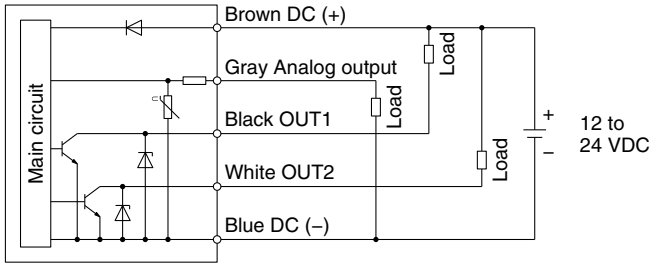 Brown DC (+)
Gray Analog output
Black OUT1
White OUT2
Blue DC (−)
Main circuit
Load
Load
Load
+
−
12 to
24 VDC